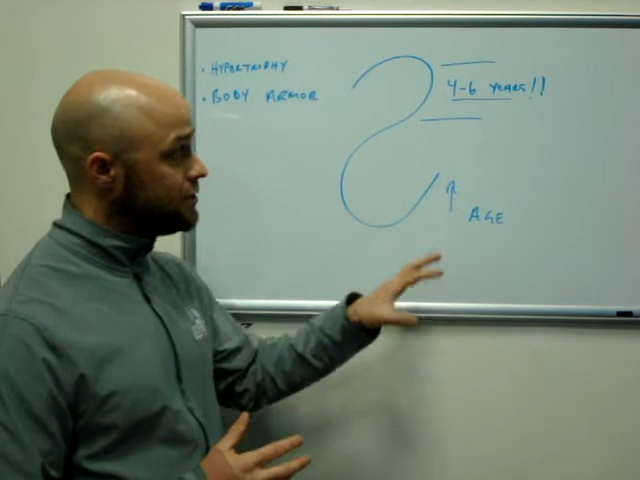 • HYPERTROPHY
• BODY ARMOR
4-6 YEARS!!
↑ AGE